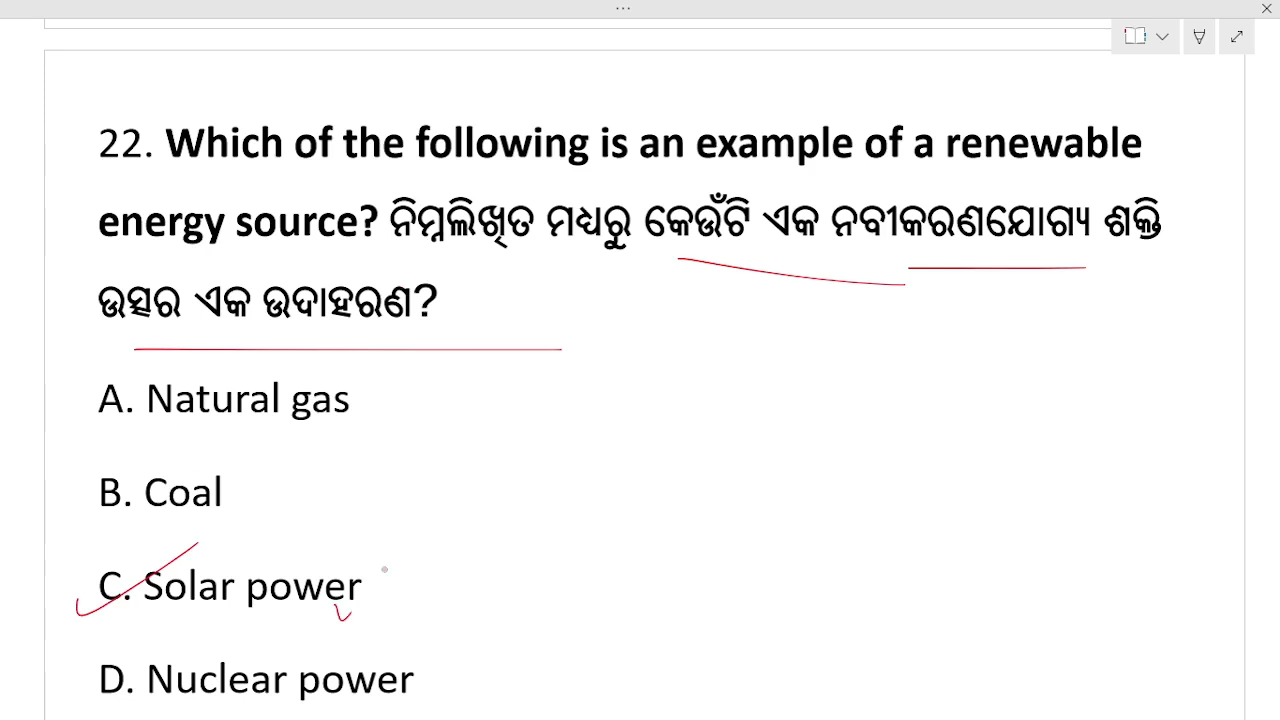 22. Which of the following is an example of a renewable
energy source? ନିମ୍ନଲିଖିତ ମଧ୍ୟରୁ କେଉଁଟି ଏକ ନବୀକରଣଯୋଗ୍ୟ ଶକ୍ତି
ଉତ୍ସର ଏକ ଉଦାହରଣ?
A. Natural gas
B. Coal
C. Solar power
D. Nuclear power